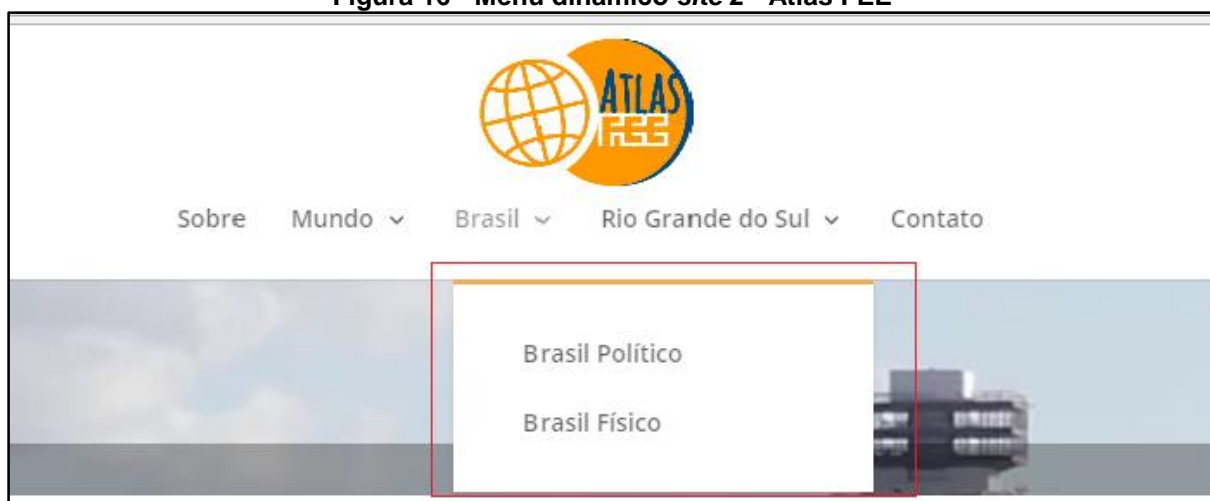 Figura 16 - Menu dinâmico site 2 - Atlas FEE
ATLAS
FEE
Sobre Mundo Brasil Rio Grande do Sul Contato
Brasil Político
Brasil Físico